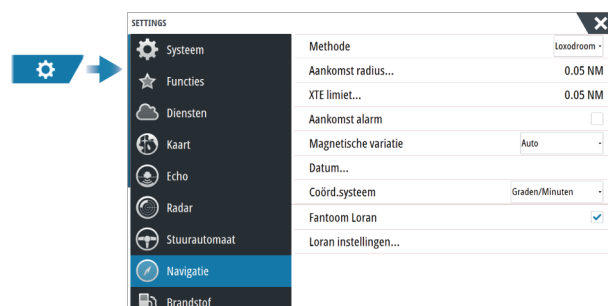 SETTINGS
Systeem
Functies
Diensten
Kaart
Echo
Radar
Stuurautomaat
Navigatie
Brandstof
Methode Loxodroom
Aankomst radius... 0.05 NM
XTE limiet... 0.05 NM
Aankomst alarm
Magnetische variatie Auto
Datum...
Coörd.systeem Graden/Minuten
Fantoom Loran
Loran instellingen...